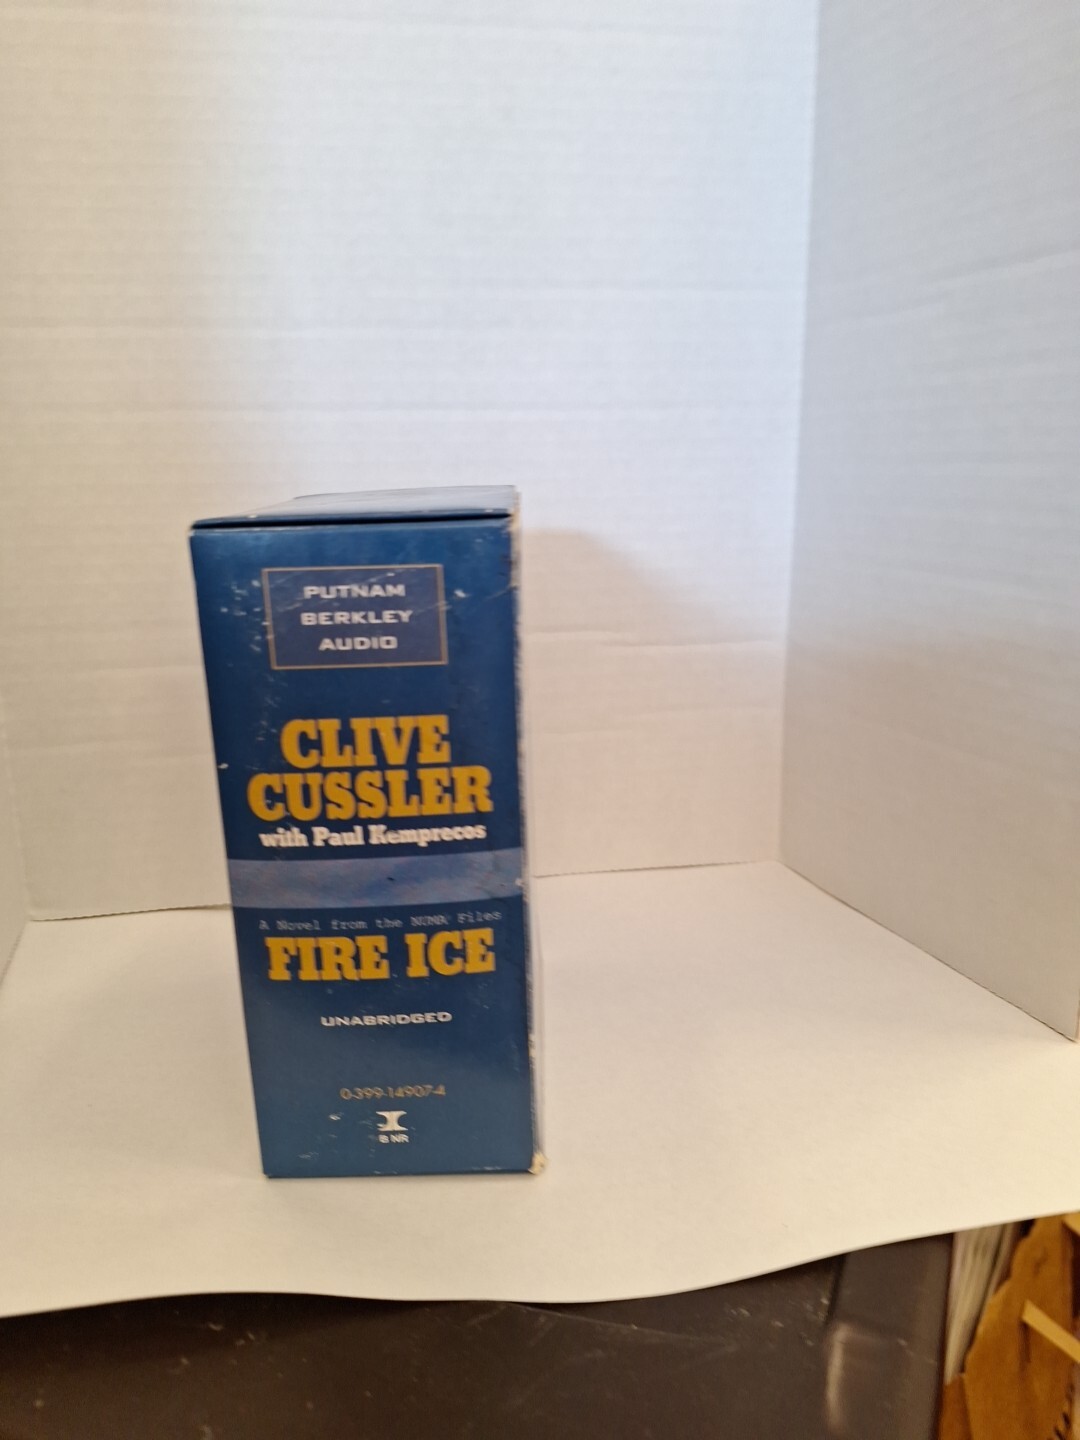 PUTNAM
BERKLEY
AUDIO
CLIVE
CUSSLER
with Paul Kemprecos
A Novel from the NUMA Files
FIRE ICE
UNABRIDGED
0-399-14907-4
B NR